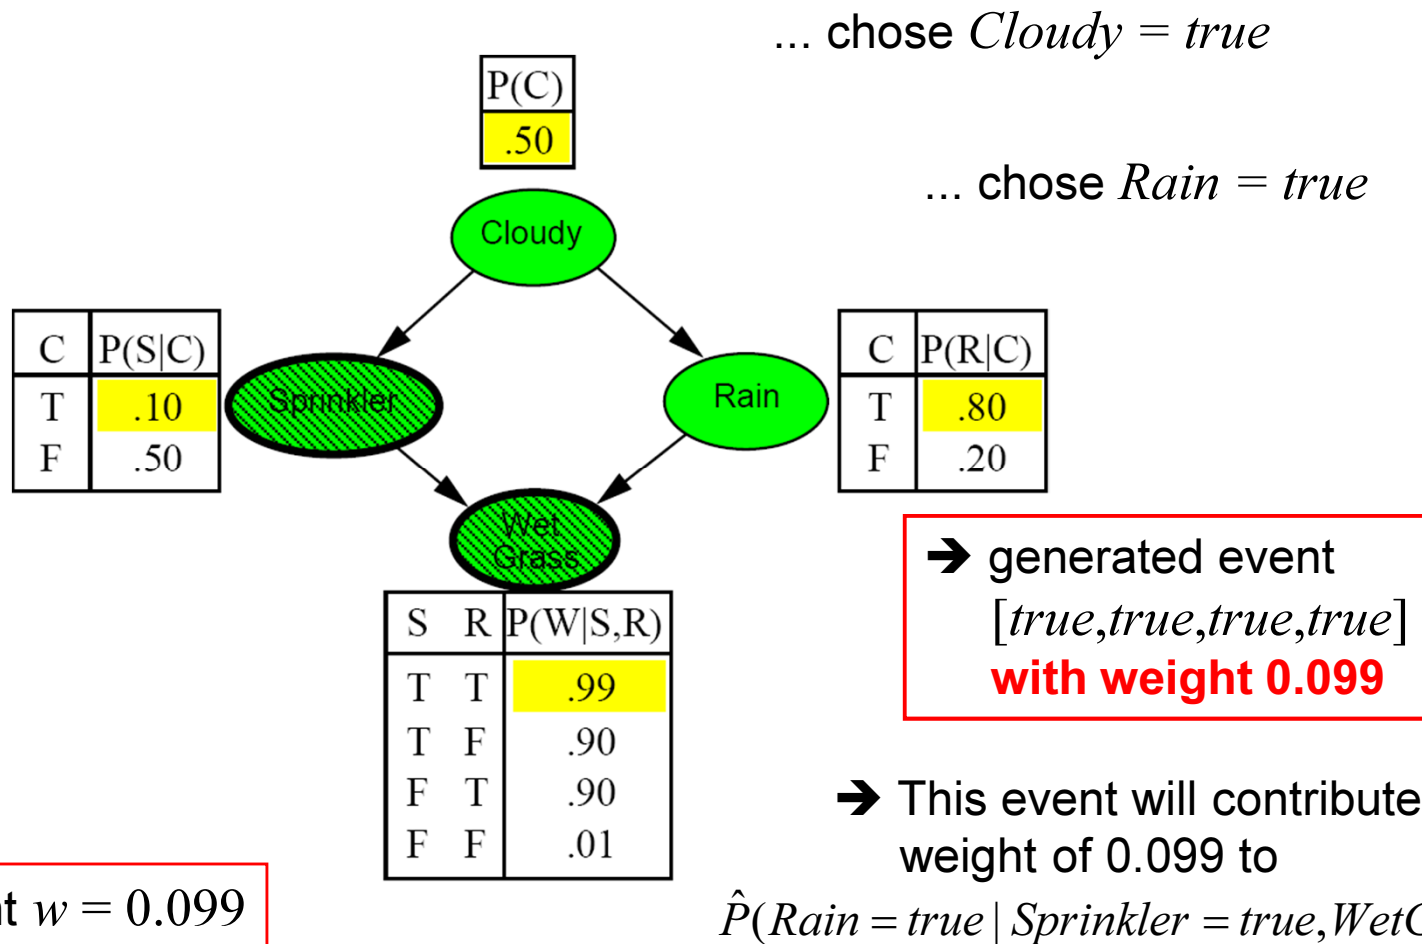 ... chose Cloudy = true
P(C)
.50
... chose Rain = true
Cloudy
C P(S|C)
T .10
F .50
Sprinkler
Rain
C P(R|C)
T .80
F .20
Wet
Grass
S R P(W|S,R)
T T .99
T F .90
F T .90
F F .01
➔ generated event
[true,true,true,true]
with weight 0.099
➔ This event will contribute
weight of 0.099 to
P̂(Rain = true | Sprinkler = true,Wet
w = 0.099